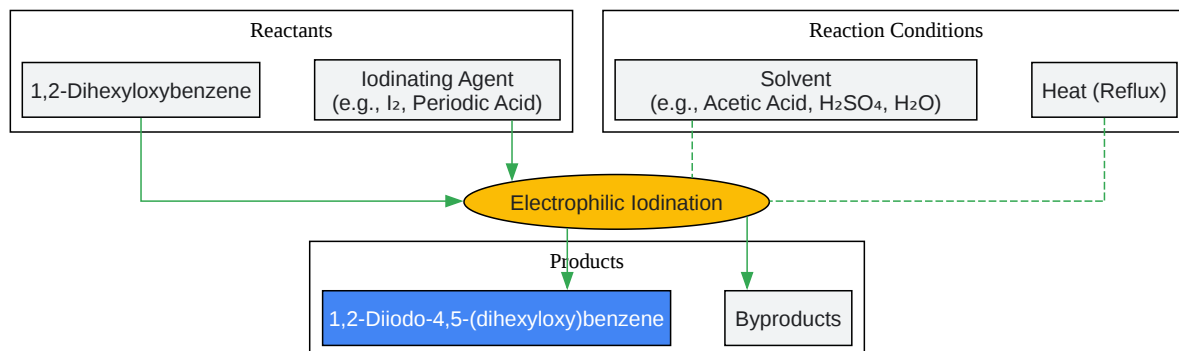 Reactants
Reaction Conditions
1,2-Dihexyloxybenzene
Iodinating Agent
(e.g., I₂, Periodic Acid)
Solvent
(e.g., Acetic Acid, H₂SO₄, H₂O)
Heat (Reflux)
Electrophilic Iodination
Products
1,2-Diiodo-4,5-(dihexyloxy)benzene
Byproducts